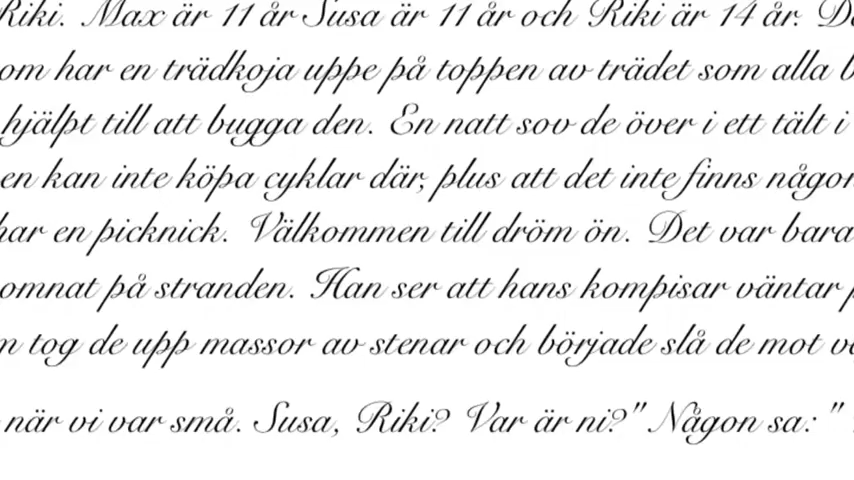 Riki. Max är 11 år Susa är 11 år och Riki är 14 år.
om har en trädkoja uppe på toppen av trädet som alla
hjälpt till att bugga den. En natt sov de över i ett tält i
en kan inte köpa cyklar där, plus att det inte finns någon
har en picknick. Välkommen till dröm ön. Det var bara
omnat på stranden. Han ser att hans kompisar väntar
tog de upp massor av stenar och började slå de mot
när vi var små. Susa, Riki? Var är ni?" Någon sa: "